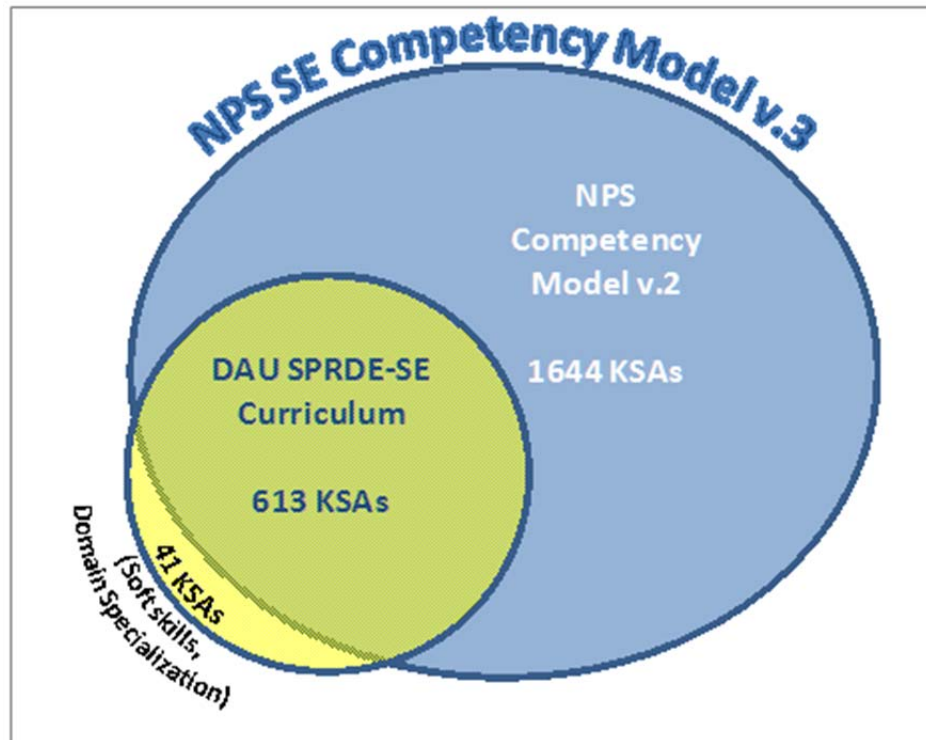 NPS SE Competency Model v.3
NPS
Competency
Model v.2
1644 KSAs
DAU SPRDE-SE
Curriculum
613 KSAs
41 KSAs
(Soft skills,
Domain Specialization)